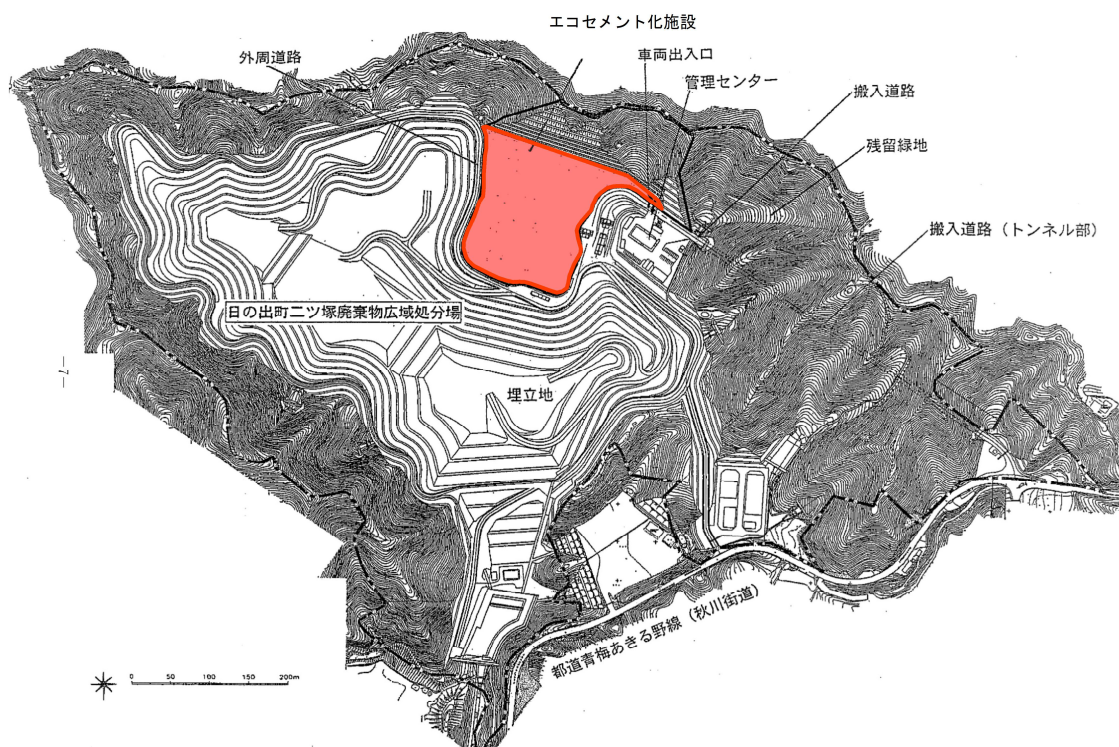 エコセメント化施設
外周道路
車両出入口
管理センター
搬入道路
残留緑地
搬入道路（トンネル部）
日の出町二ツ塚廃棄物広域処分場
—7—
埋立地
都道青梅あきる野線（秋川街道）
0 50 100 150 200m